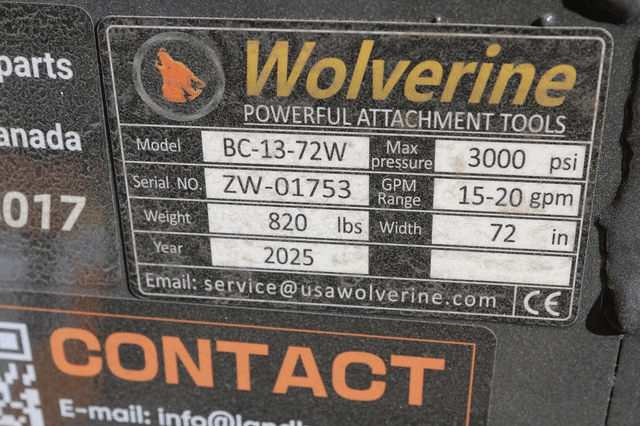 parts
anada
017
Wolverine
POWERFUL ATTACHMENT TOOLS
Model BC-13-72W Max pressure 3000 psi
Serial NO. ZW-01753 GPM Range 15-20 gpm
Weight 820 lbs Width 72 in
Year 2025
Email: service@usawolverine.com CE
CONTACT
E-mail: